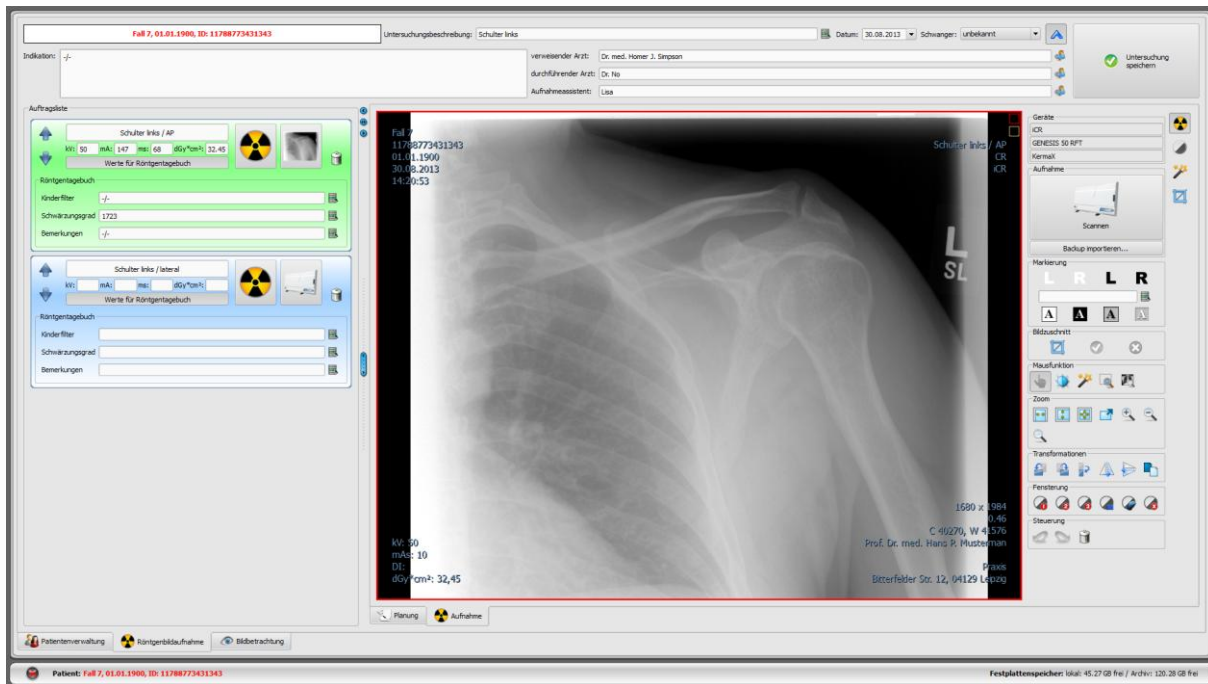 Fall 7, 01.01.1900, ID: 11788773431343
Untersuchungsbeschreibung: Schulter links
Datum: 30.08.2013
Schwanger: unbekannt
Untersuchung speichern
Indikation: -/-
verweisender Arzt: Dr. med. Homer J. Simpson
durchführender Arzt: Dr. No
Aufnahmeassistent: Lisa
Auftragsliste
Schulter links / AP
kV: 50 mA: 147 ms: 68 dGy*cm²: 32.45
Werte für Röntgentagebuch
Röntgentagebuch
Kinderfilter -/-
Schwärzungsgrad 1723
Bemerkungen -/-
Schulter links / lateral
kV: mA: ms: dGy*cm²:
Werte für Röntgentagebuch
Röntgentagebuch
Kinderfilter
Schwärzungsgrad
Bemerkungen
Fall 7
11788773431343
01.01.1900
30.08.2013
14:20:53
Schulter links / AP
CR
iCR
L
SL
kV: 50
mAs: 10
DI:
dGy*cm²: 32,45
1680 x 1984
0.46
C 40270, W 41576
Prof. Dr. med. Hans P. Mustermann
Praxis
Bitterfelder Str. 12, 04129 Leipzig
Geräte
iCR
GENESIS 50 RFT
KermaX
Aufnahme
Scannen
Backup importieren...
Markierung
L R L R
A A A A
Bildzuschnitt
Mausfunktion
Zoom
Transformationen
Fensterung
Steuerung
Planung
Aufnahme
Patientenverwaltung
Röntgenbildaufnahme
Bildbetrachtung
Patient: Fall 7, 01.01.1900, ID: 11788773431343
Festplattenspeicher: lokal: 45.27 GB frei / Archiv: 120.28 GB frei